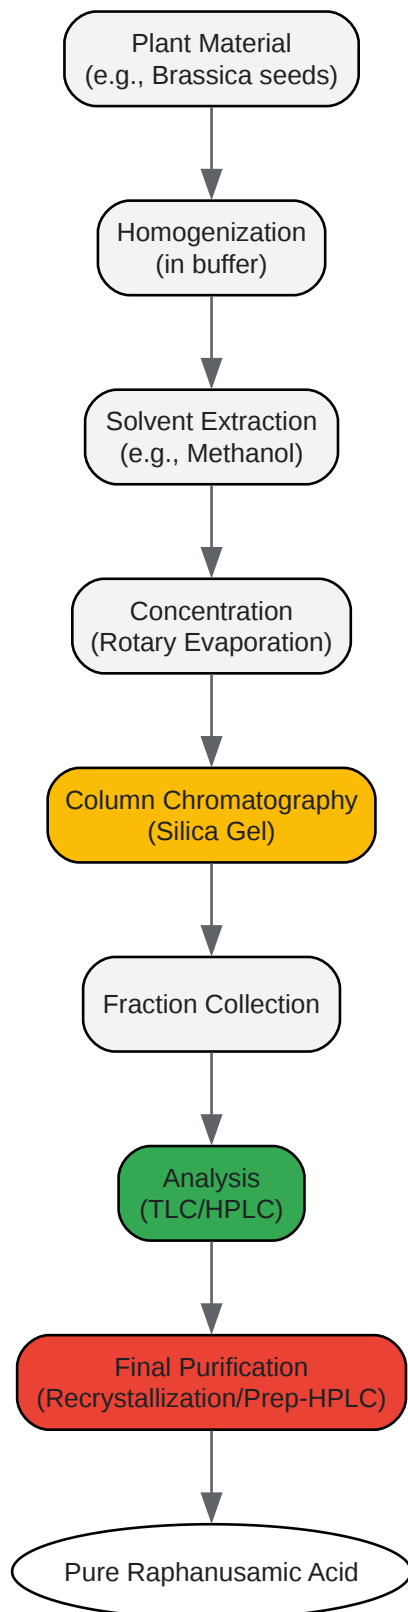 Plant Material
(e.g., Brassica seeds)
Homogenization
(in buffer)
Solvent Extraction
(e.g., Methanol)
Concentration
(Rotary Evaporation)
Column Chromatography
(Silica Gel)
Fraction Collection
Analysis
(TLC/HPLC)
Final Purification
(Recrystallization/Prep-HPLC)
Pure Raphanusamic Acid